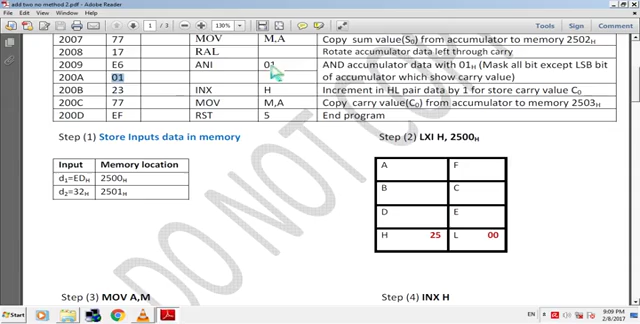 add two no method 2.pdf
File Edit View Window Help
1 / 3 130% Tools Sign Comment
2007 77 MOV M,A Copy sum value(S0) from accumulator to memory 2502H
2008 17 RAL Rotate accumulator data left through carry
2009 E6 ANI 01 AND accumulator data with 01H (Mask all bit except LSB bit
200A 01 of accumulator which show carry value)
200B 23 INX H Increment in HL pair data by 1 for store carry value C0
200C 77 MOV M,A Copy carry value(C0) from accumulator to memory 2503H
200D EF RST 5 End program
Step (1) Store Inputs data in memory
Step (2) LXI H, 2500H
Input Memory location
d1=EDH 2500H
d2=32H 2501H
A F
B C
D E
H 25 L 00
DO NOT COPY
Step (3) MOV A,M
Step (4) INX H
Start
EN
9:09 PM
2/8/2017